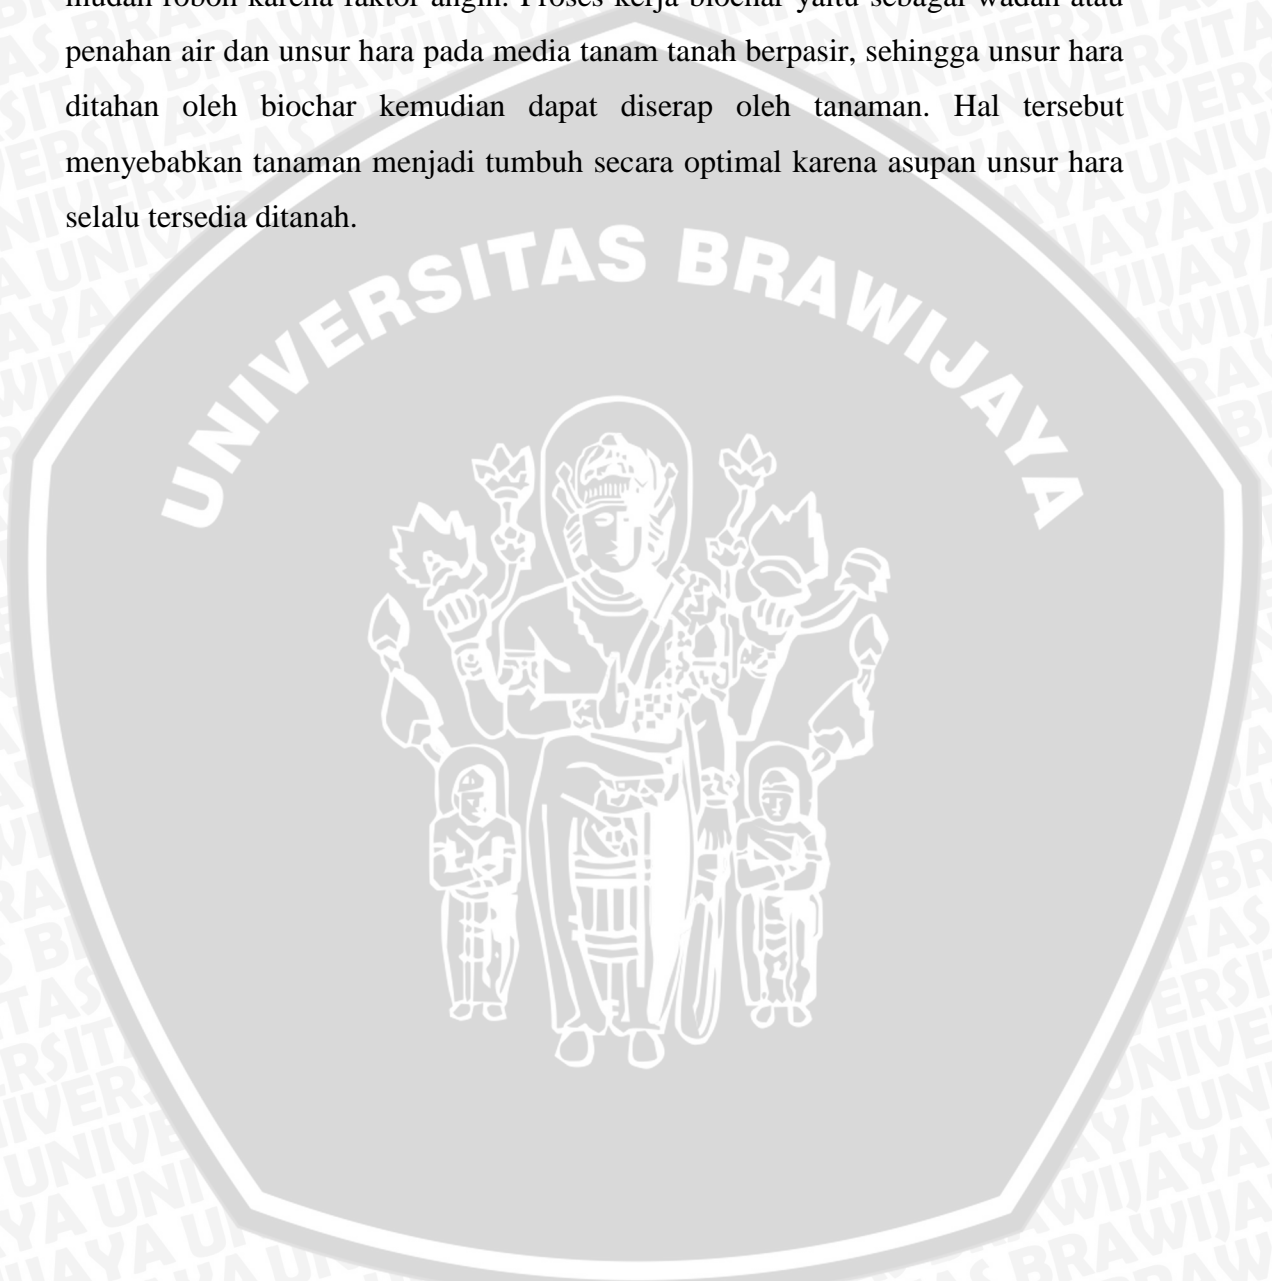 mudah roboh karena faktor angin. Proses kerja biochar yaitu sebagai wadah atau
penahan air dan unsur hara pada media tanam tanah berpasir, sehingga unsur hara
ditahan oleh biochar kemudian dapat diserap oleh tanaman. Hal tersebut
menyebabkan tanaman menjadi tumbuh secara optimal karena asupan unsur hara
selalu tersedia ditanah.
UNIVERSITAS BRAWIJAYA